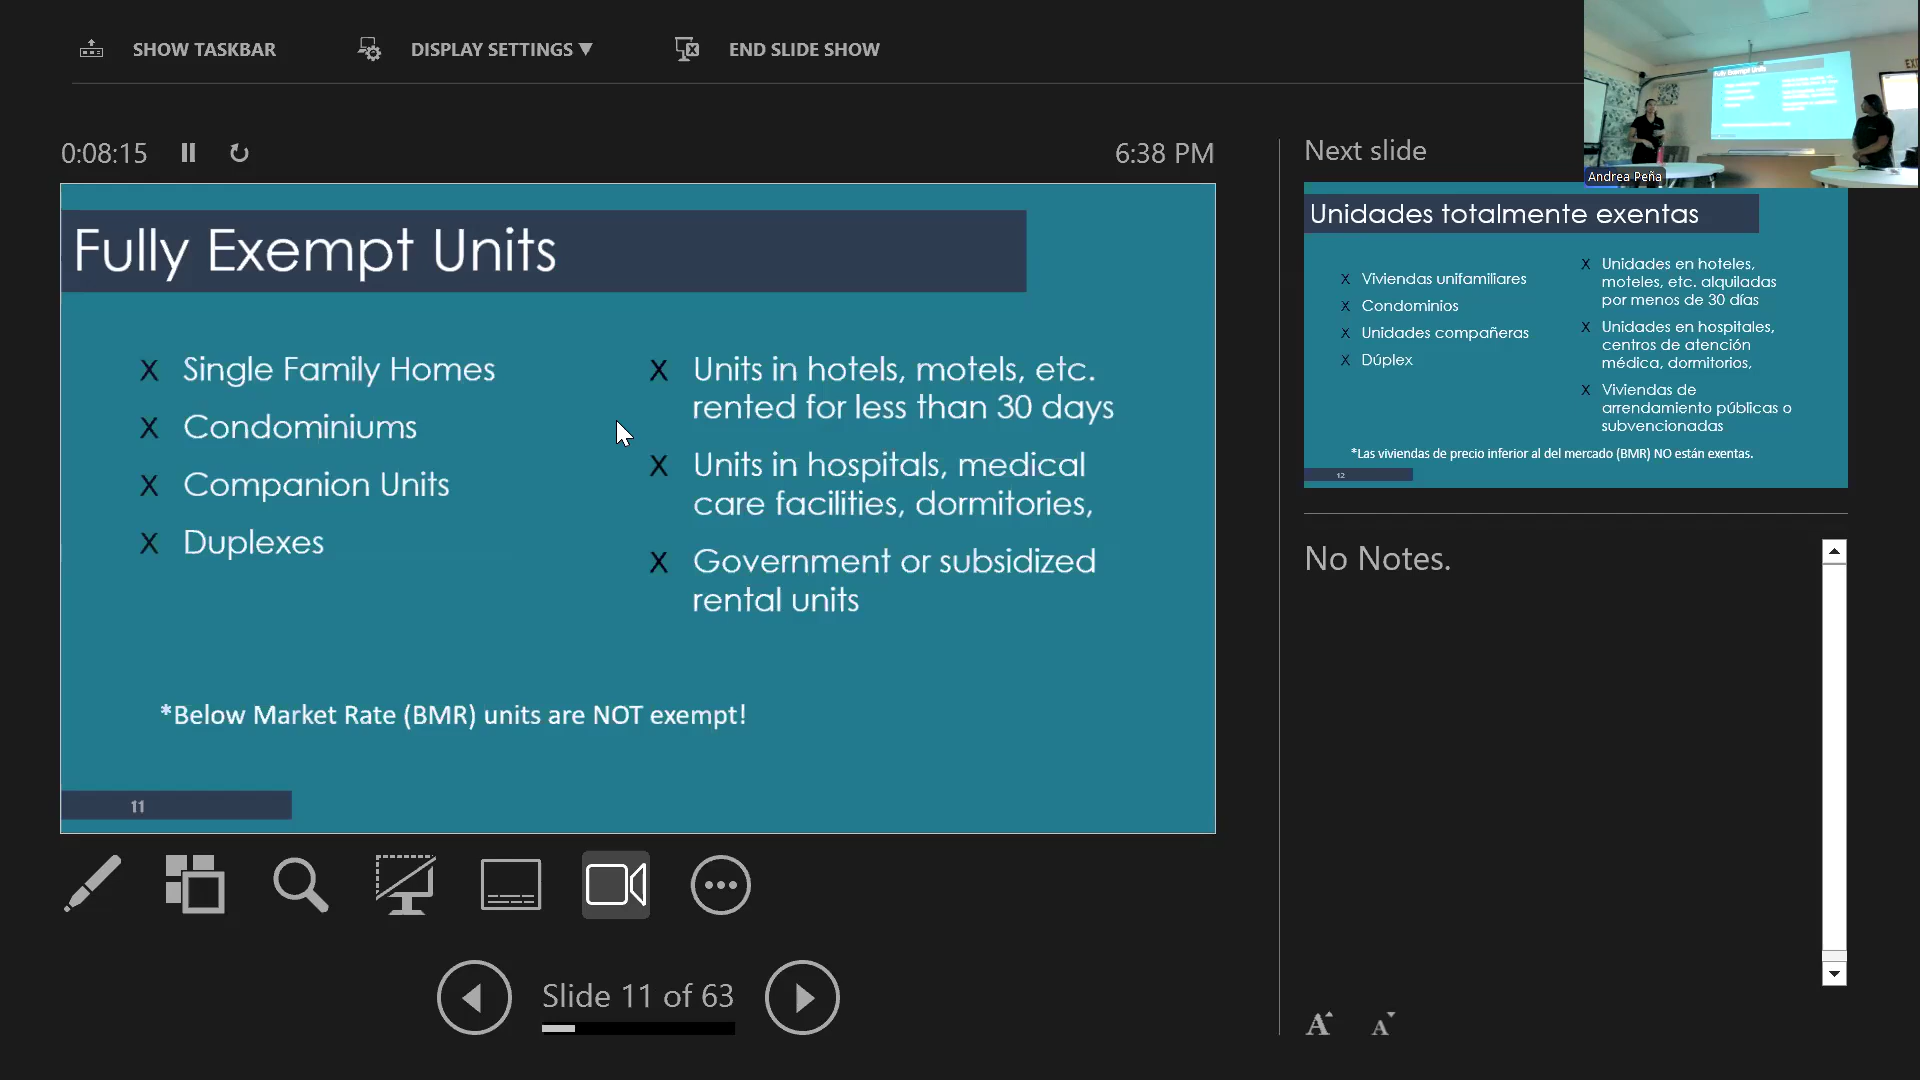 SHOW TASKBAR
DISPLAY SETTINGS ▼
END SLIDE SHOW
0:08:15
6:38 PM
Fully Exempt Units
X Single Family Homes
X Condominiums
X Companion Units
X Duplexes
X Units in hotels, motels, etc.
rented for less than 30 days
X Units in hospitals, medical
care facilities, dormitories,
X Government or subsidized
rental units
*Below Market Rate (BMR) units are NOT exempt!
11
Slide 11 of 63
Next slide
Fully Exempt Units
Andrea Peña
Unidades totalmente exentas
X Viviendas unifamiliares
X Condominios
X Unidades compañeras
X Dúplex
X Unidades en hoteles,
moteles, etc. alquiladas
por menos de 30 días
X Unidades en hospitales,
centros de atención
médica, dormitorios,
X Viviendas de
arrendamiento públicas o
subvencionadas
*Las viviendas de precio inferior al del mercado (BMR) NO están exentas.
12
No Notes.
A
A